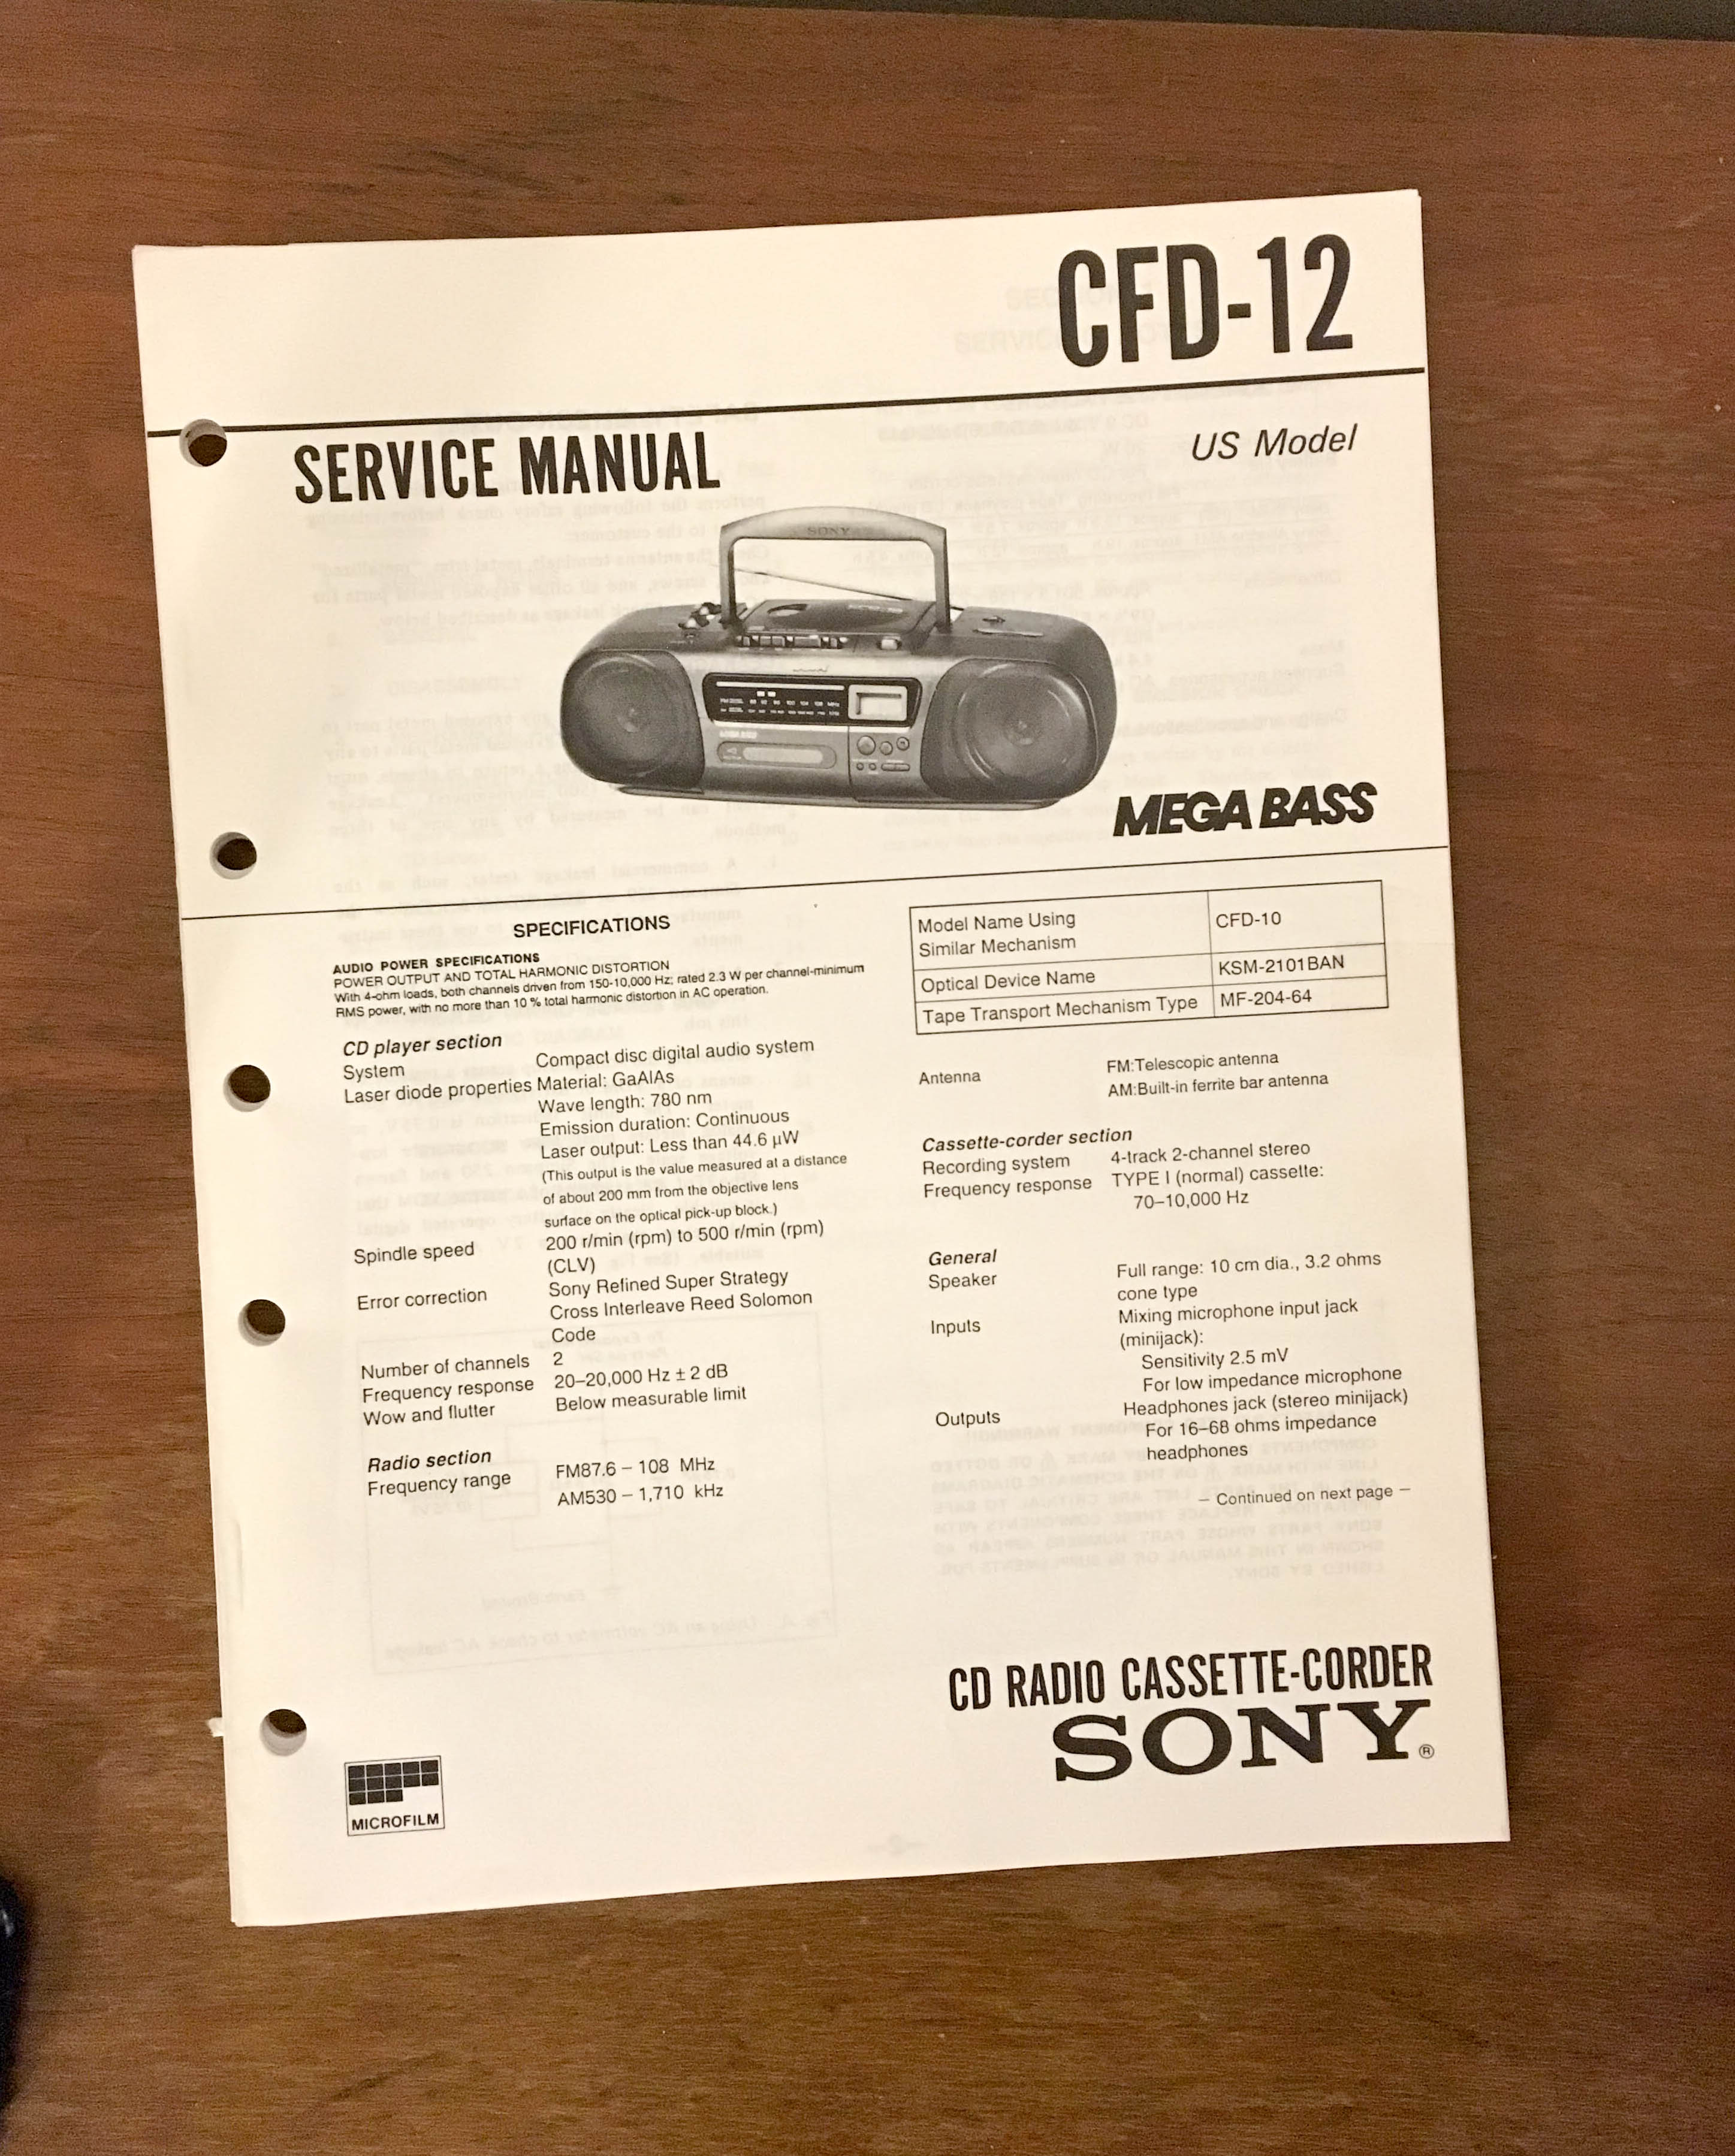 CFD-12
SERVICE MANUAL
US Model
SONY
MEGA BASS
SPECIFICATIONS
AUDIO POWER SPECIFICATIONS
POWER OUTPUT AND TOTAL HARMONIC DISTORTION
With 4-ohm loads, both channels driven from 150-10,000 Hz; rated 2.3 W per channel-minimum
RMS power, with no more than 10 % total harmonic distortion in AC operation.
CD player section
System Compact disc digital audio system
Laser diode properties Material: GaAlAs
Wave length: 780 nm
Emission duration: Continuous
Laser output: Less than 44.6 µW
(This output is the value measured at a distance
of about 200 mm from the objective lens
surface on the optical pick-up block.)
Spindle speed 200 r/min (rpm) to 500 r/min (rpm)
(CLV)
Error correction Sony Refined Super Strategy
Cross Interleave Reed Solomon
Code
Number of channels 2
Frequency response 20–20,000 Hz ± 2 dB
Wow and flutter Below measurable limit
Radio section
Frequency range FM87.6 – 108 MHz
AM530 – 1,710 kHz
Model Name Using
Similar Mechanism CFD-10
Optical Device Name KSM-2101BAN
Tape Transport Mechanism Type MF-204-64
Antenna FM:Telescopic antenna
AM:Built-in ferrite bar antenna
Cassette-corder section
Recording system 4-track 2-channel stereo
Frequency response TYPE I (normal) cassette:
70–10,000 Hz
General
Speaker Full range: 10 cm dia., 3.2 ohms
cone type
Inputs Mixing microphone input jack
(minijack):
Sensitivity 2.5 mV
For low impedance microphone
Outputs Headphones jack (stereo minijack)
For 16–68 ohms impedance
headphones
– Continued on next page –
CD RADIO CASSETTE-CORDER
SONY®
MICROFILM